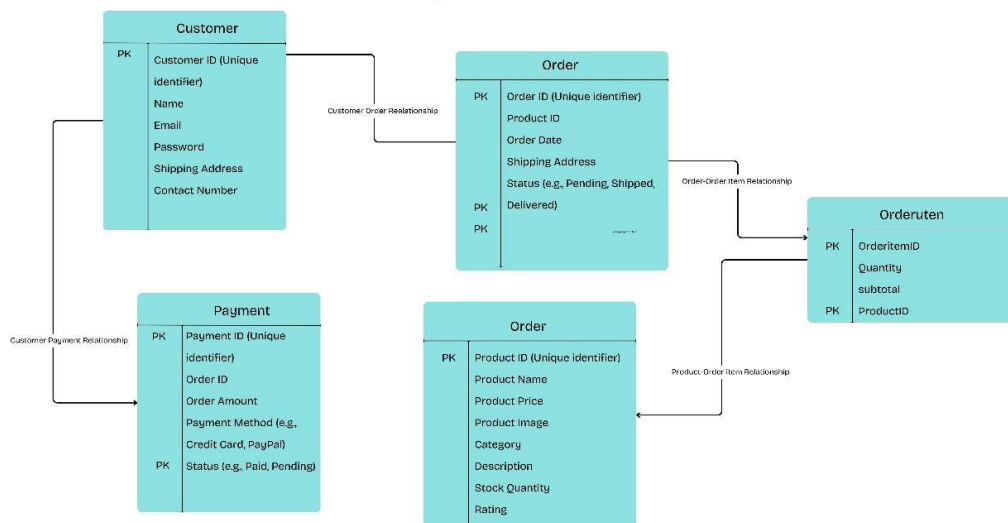 Customer
PK
Customer ID (Unique
identifier)
Name
Email
Password
Shipping Address
Contact Number
Customer Order Realationship
Order
PK
Order ID (Unique identifier)
Product ID
Order Date
Shipping Address
Status (e.g., Pending, Shipped,
PK
Delivered)
PK
Order-Order Item Relationship
Orderuten
PK
OrderitemID
Quantity
subtotal
PK
ProductID
Customer Payment Relationship
Payment
PK
Payment ID (Unique
identifier)
Order ID
Order Amount
Payment Method (e.g.,
Credit Card, PayPal)
PK
Status (e.g., Paid, Pending)
Order
PK
Product ID (Unique identifier)
Product Name
Product Price
Product Image
Category
Description
Stock Quantity
Rating
Product-Order Item Relationship